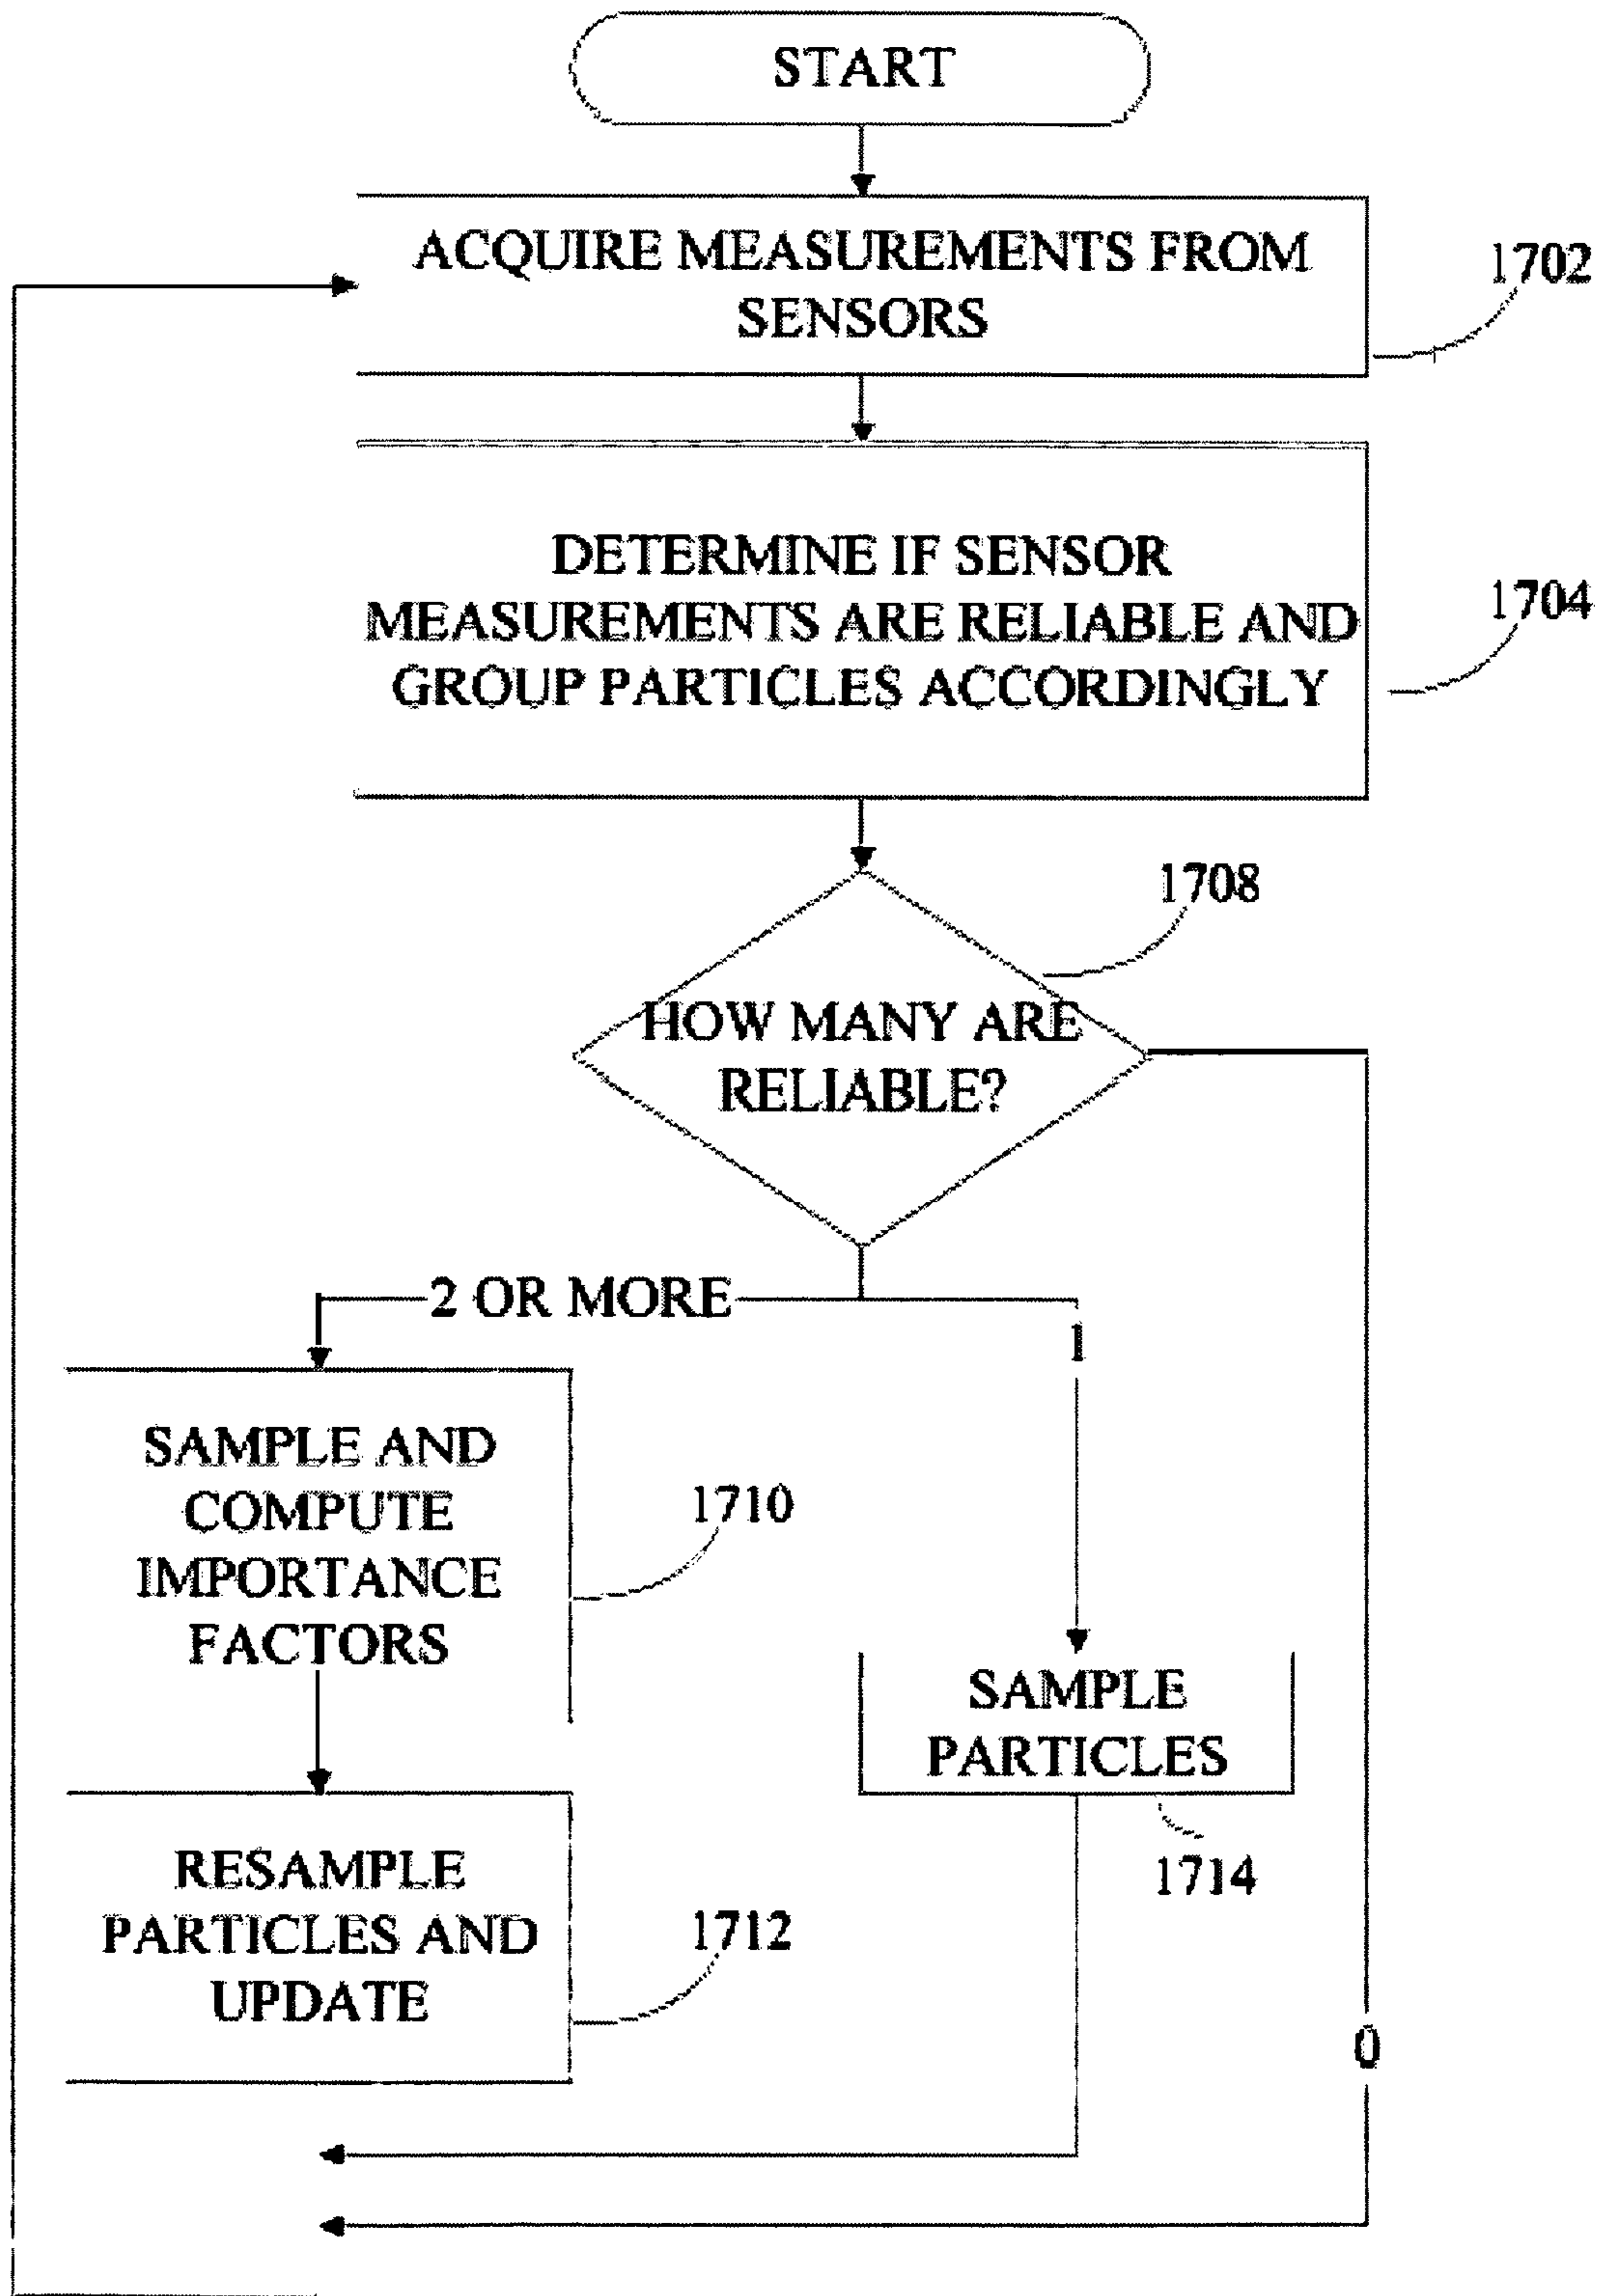 START
ACQUIRE MEASUREMENTS FROM
SENSORS
1702
DETERMINE IF SENSOR
MEASUREMENTS ARE RELIABLE AND
GROUP PARTICLES ACCORDINGLY
1704
1708
HOW MANY ARE
RELIABLE?
2 OR MORE
1
SAMPLE AND
COMPUTE
IMPORTANCE
FACTORS
1710
SAMPLE
PARTICLES
1714
RESAMPLE
PARTICLES AND
UPDATE
1712
0